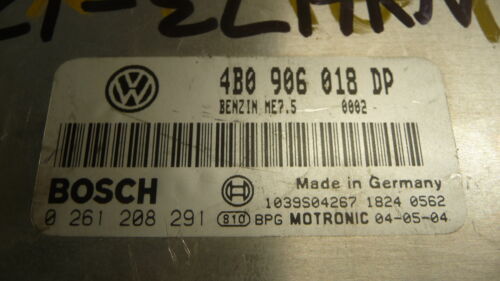 4B0 906 018 DP
BENZIN ME7.5 0002 -
BOSCH
Made in Germany
1039S04267 1824 0562
0 261 208 291 810 BPG MOTRONIC 04-05-04